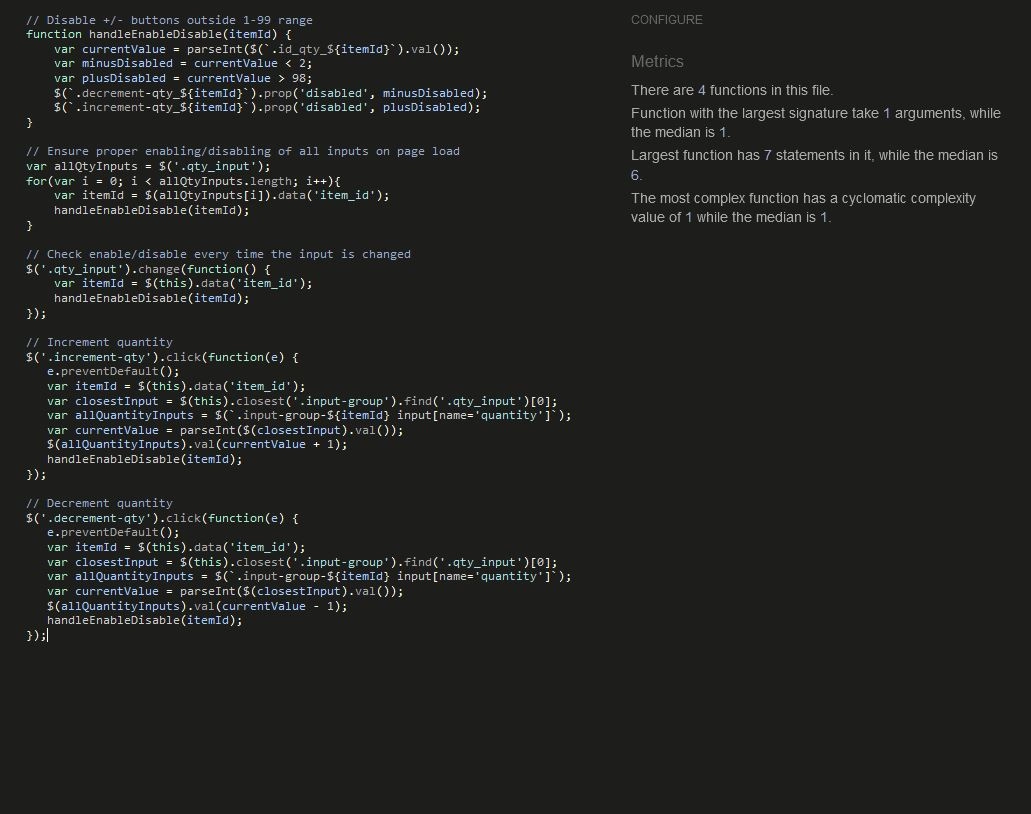 // Disable +/- buttons outside 1-99 range
function handleEnableDisable(itemId) {
    var currentValue = parseInt($(`.id_qty_${itemId}`).val());
    var minusDisabled = currentValue < 2;
    var plusDisabled = currentValue > 98;
    $(`.decrement-qty_${itemId}`).prop('disabled', minusDisabled);
    $(`.increment-qty_${itemId}`).prop('disabled', plusDisabled);
}

// Ensure proper enabling/disabling of all inputs on page load
var allQtyInputs = $('.qty_input');
for(var i = 0; i < allQtyInputs.length; i++){
    var itemId = $(allQtyInputs[i]).data('item_id');
    handleEnableDisable(itemId);
}

// Check enable/disable every time the input is changed
$('.qty_input').change(function() {
    var itemId = $(this).data('item_id');
    handleEnableDisable(itemId);
});

// Increment quantity
$('.increment-qty').click(function(e) {
   e.preventDefault();
   var itemId = $(this).data('item_id');
   var closestInput = $(this).closest('.input-group').find('.qty_input')[0];
   var allQuantityInputs = $(`.input-group-${itemId} input[name='quantity']`);
   var currentValue = parseInt($(closestInput).val());
   $(allQuantityInputs).val(currentValue + 1);
   handleEnableDisable(itemId);
});

// Decrement quantity
$('.decrement-qty').click(function(e) {
   e.preventDefault();
   var itemId = $(this).data('item_id');
   var closestInput = $(this).closest('.input-group').find('.qty_input')[0];
   var allQuantityInputs = $(`.input-group-${itemId} input[name='quantity']`);
   var currentValue = parseInt($(closestInput).val());
   $(allQuantityInputs).val(currentValue - 1);
   handleEnableDisable(itemId);
});
CONFIGURE
Metrics
There are 4 functions in this file.
Function with the largest signature take 1 arguments, while
the median is 1.
Largest function has 7 statements in it, while the median is
6.
The most complex function has a cyclomatic complexity
value of 1 while the median is 1.